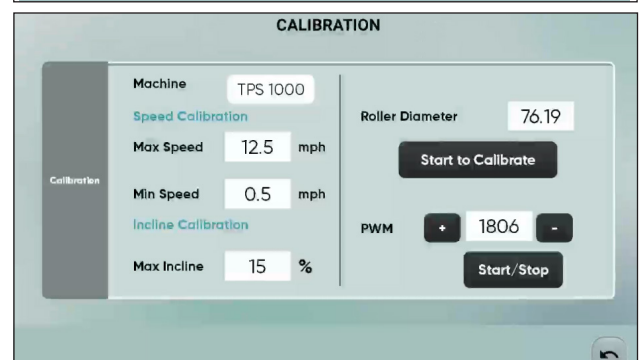 CALIBRATION
Calibration
Machine TPS 1000
Speed Calibration
Max Speed 12.5 mph
Min Speed 0.5 mph
Incline Calibration
Max Incline 15 %
Roller Diameter 76.19
Start to Calibrate
PWM + 1806 -
Start/Stop